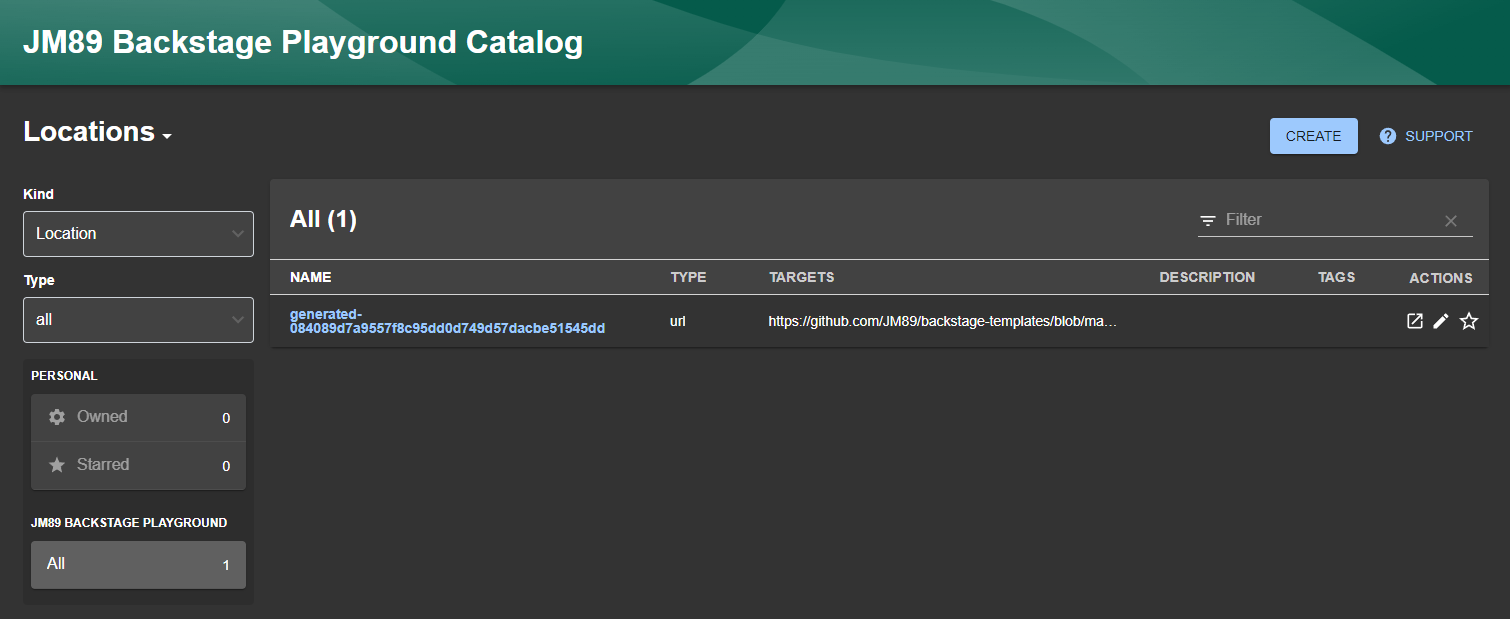 JM89 Backstage Playground Catalog
Locations
CREATE
? SUPPORT
Kind
Location
Type
all
PERSONAL
Owned 0
Starred 0
JM89 BACKSTAGE PLAYGROUND
All 1
All (1)
Filter
NAME TYPE TARGETS DESCRIPTION TAGS ACTIONS
generated-
084089d7a9557f8c95dd0d749d57dacbe51545dd
url
https://github.com/JM89/backstage-templates/blob/ma…